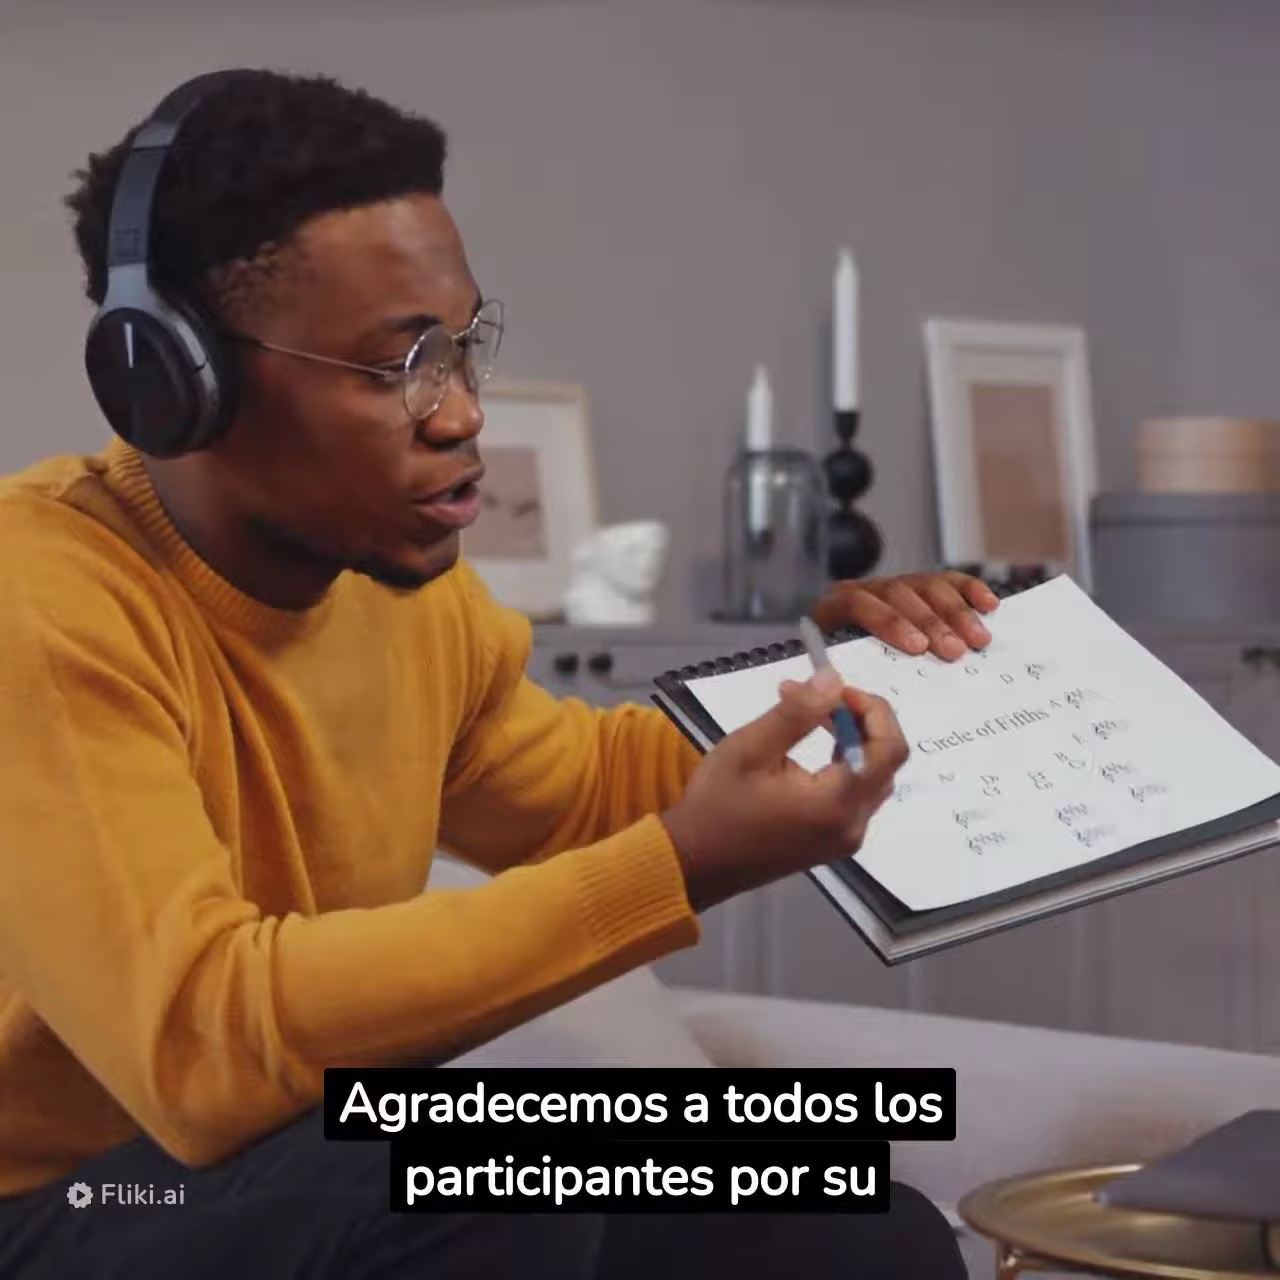 C G
F D
Circle of Fifths A
E
B
Agradecemos a todos los
participantes por su
Fliki.ai